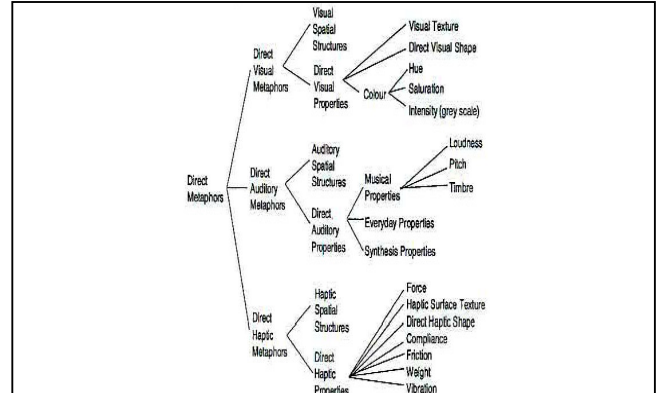 Direct
Metaphors
Direct
Visual
Metaphors
Visual
Spatial
Structures
Direct
Visual
Properties
Visual Texture
Direct Visual Shape
Colour
Hue
Saturation
Intensity (grey scale)
Direct
Auditory
Metaphors
Auditory
Spatial
Structures
Direct
Auditory
Properties
Musical
Properties
Loudness
Pitch
Timbre
Everyday Properties
Synthesis Properties
Direct
Haptic
Metaphors
Haptic
Spatial
Structures
Direct
Haptic
Properties
Force
Haptic Surface Texture
Direct Haptic Shape
Compliance
Friction
Weight
Vibration